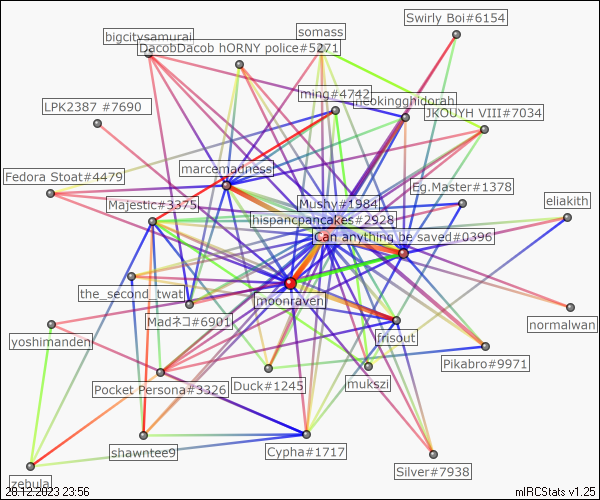 Swirly Boi#6154
bigcitysamurai
somass
DacobDacob hORNY police#5271
ming#4742
neokingghidorah
LPK2387 #7690
JKOUYH VIII#7034
marcemadness
Fedora Stoat#4479
Eg.Master#1378
Majestic#3375
Mushy#1984
eliakith
hispancpancakes#2928
Can anything be saved#0396
the_second_twat
moonraven
Madネコ#6901
normalwan
yoshimanden
frisout
Pikabro#9971
Pocket Persona#3326
Duck#1245
mukszi
shawntee9
Cypha#1717
Silver#7938
zebula
20.12.2023 23:56
mIRCStats v1.25